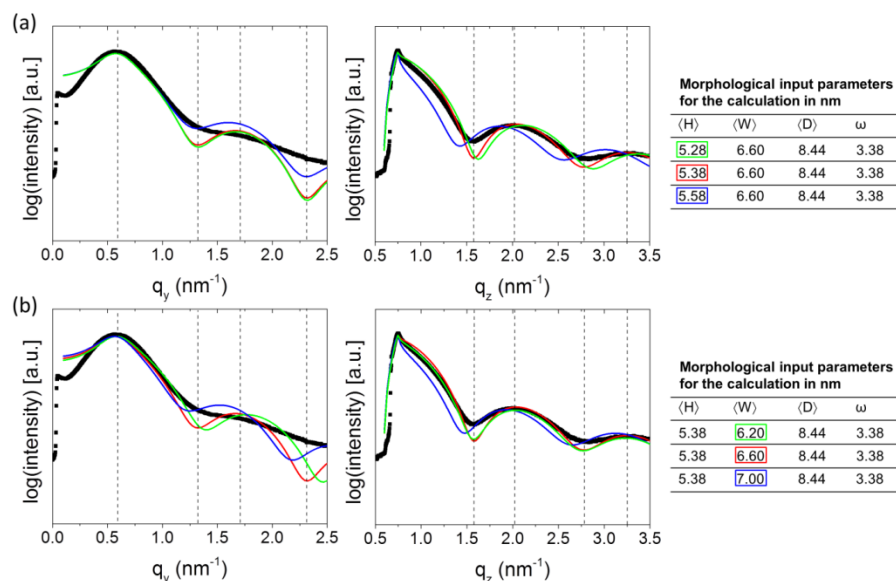 (a)
log(intensity) [a.u.]
0.0 0.5 1.0 1.5 2.0 2.5
q_y (nm⁻¹)
log(intensity) [a.u.]
0.5 1.0 1.5 2.0 2.5 3.0 3.5
q_z (nm⁻¹)
Morphological input parameters
for the calculation in nm
⟨H⟩ ⟨W⟩ ⟨D⟩ ω
5.28 6.60 8.44 3.38
5.38 6.60 8.44 3.38
5.58 6.60 8.44 3.38
(b)
log(intensity) [a.u.]
0.0 0.5 1.0 1.5 2.0 2.5
q_y (nm⁻¹)
log(intensity) [a.u.]
0.5 1.0 1.5 2.0 2.5 3.0 3.5
q_z (nm⁻¹)
Morphological input parameters
for the calculation in nm
⟨H⟩ ⟨W⟩ ⟨D⟩ ω
5.38 6.20 8.44 3.38
5.38 6.60 8.44 3.38
5.38 7.00 8.44 3.38